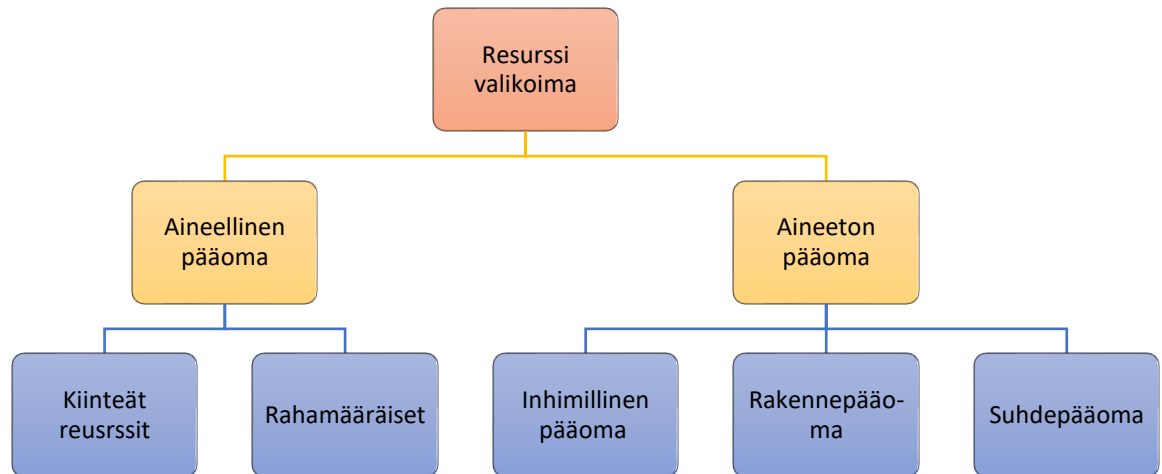 Resurssi
valikoima
Aineellinen
pääoma
Aineeton
pääoma
Kiinteät
reusrssit
Rahamääräiset
Inhimillinen
pääoma
Rakennepääo-
ma
Suhdepääoma